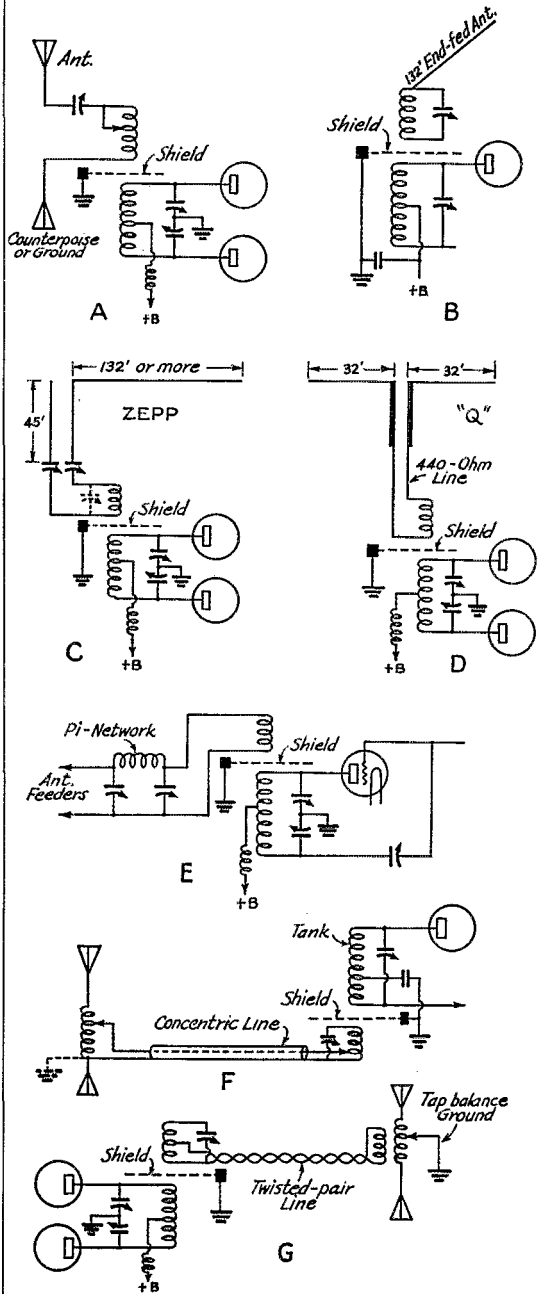 Ant.
Shield
Counterpoise
or Ground
+B
A
132' End-fed Ant.
Shield
+B
B
132' or more
ZEPP
45'
Shield
+B
C
32'
32'
"Q"
440-Ohm
Line
Shield
+B
D
Pi-Network
Ant.
Feeders
Shield
+B
E
Tank
Shield
Concentric Line
F
Shield
Twisted-pair
Line
Tap balance
Ground
+B
G